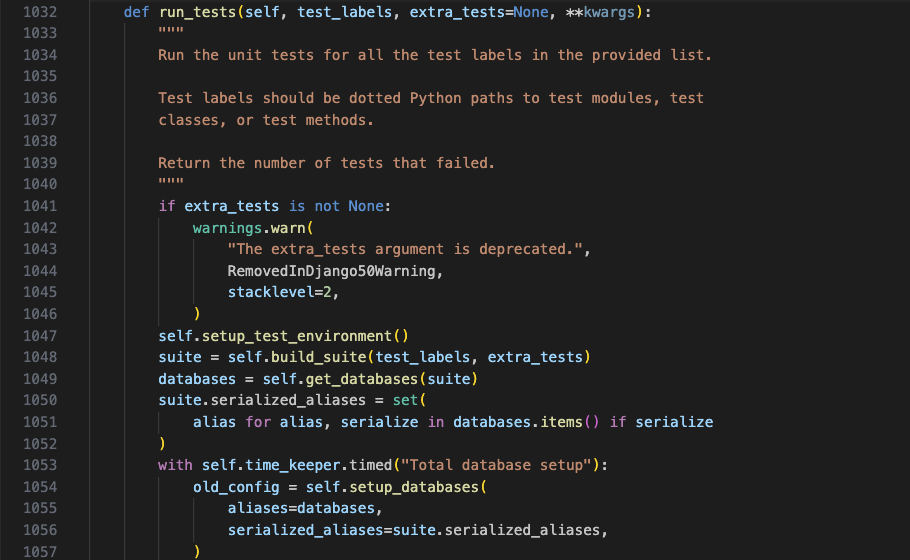 1032 def run_tests(self, test_labels, extra_tests=None, **kwargs):
1033 """
1034 Run the unit tests for all the test labels in the provided list.
1035
1036 Test labels should be dotted Python paths to test modules, test
1037 classes, or test methods.
1038
1039 Return the number of tests that failed.
1040 """
1041 if extra_tests is not None:
1042 warnings.warn(
1043 "The extra_tests argument is deprecated.",
1044 RemovedInDjango50Warning,
1045 stacklevel=2,
1046 )
1047 self.setup_test_environment()
1048 suite = self.build_suite(test_labels, extra_tests)
1049 databases = self.get_databases(suite)
1050 suite.serialized_aliases = set(
1051 alias for alias, serialize in databases.items() if serialize
1052 )
1053 with self.time_keeper.timed("Total database setup"):
1054 old_config = self.setup_databases(
1055 aliases=databases,
1056 serialized_aliases=suite.serialized_aliases,
1057 )